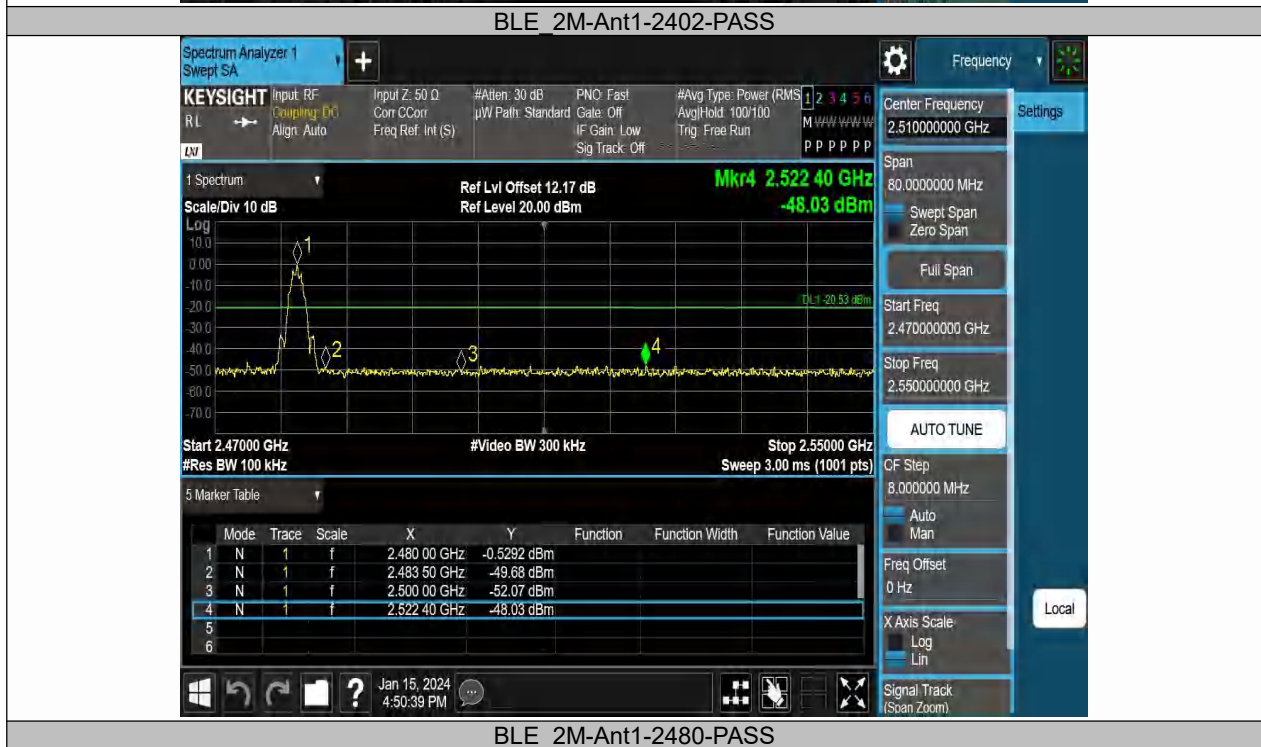 BLE_2M-Ant1-2402-PASS
Spectrum Analyzer 1
Swept SA
+
Frequency
KEYSIGHT
RL
LXI
Input: RF
Coupling: DC
Align: Auto
Input Z: 50 Ω
Corr CCorr
Freq Ref: Int (S)
#Atten: 30 dB
µW Path: Standard
PNO: Fast
Gate: Off
IF Gain: Low
Sig Track: Off
#Avg Type: Power (RMS
Avg|Hold: 100/100
Trig: Free Run
1 2 3 4 5 6
M W W W W W
P P P P P P
Center Frequency
2.510000000 GHz
Settings
Span
80.0000000 MHz
Swept Span
Zero Span
Full Span
Start Freq
2.470000000 GHz
Stop Freq
2.550000000 GHz
AUTO TUNE
CF Step
8.000000 MHz
Auto
Man
Freq Offset
0 Hz
X Axis Scale
Log
Lin
Signal Track
(Span Zoom)
Local
1 Spectrum
Scale/Div 10 dB
Ref Lvl Offset 12.17 dB
Ref Level 20.00 dBm
Mkr4 2.522 40 GHz
-48.03 dBm
Log
10.0
0.00
-10.0
-20.0
-30.0
-40.0
-50.0
-60.0
-70.0
1
2
3
4
DL1 -20.53 dBm
Start 2.47000 GHz
#Res BW 100 kHz
#Video BW 300 kHz
Stop 2.55000 GHz
Sweep 3.00 ms (1001 pts)
5 Marker Table
Mode Trace Scale X Y Function Function Width Function Value
1 N 1 f 2.480 00 GHz -0.5292 dBm
2 N 1 f 2.483 50 GHz -49.68 dBm
3 N 1 f 2.500 00 GHz -52.07 dBm
4 N 1 f 2.522 40 GHz -48.03 dBm
5
6
?
Jan 15, 2024
4:50:39 PM
BLE_2M-Ant1-2480-PASS